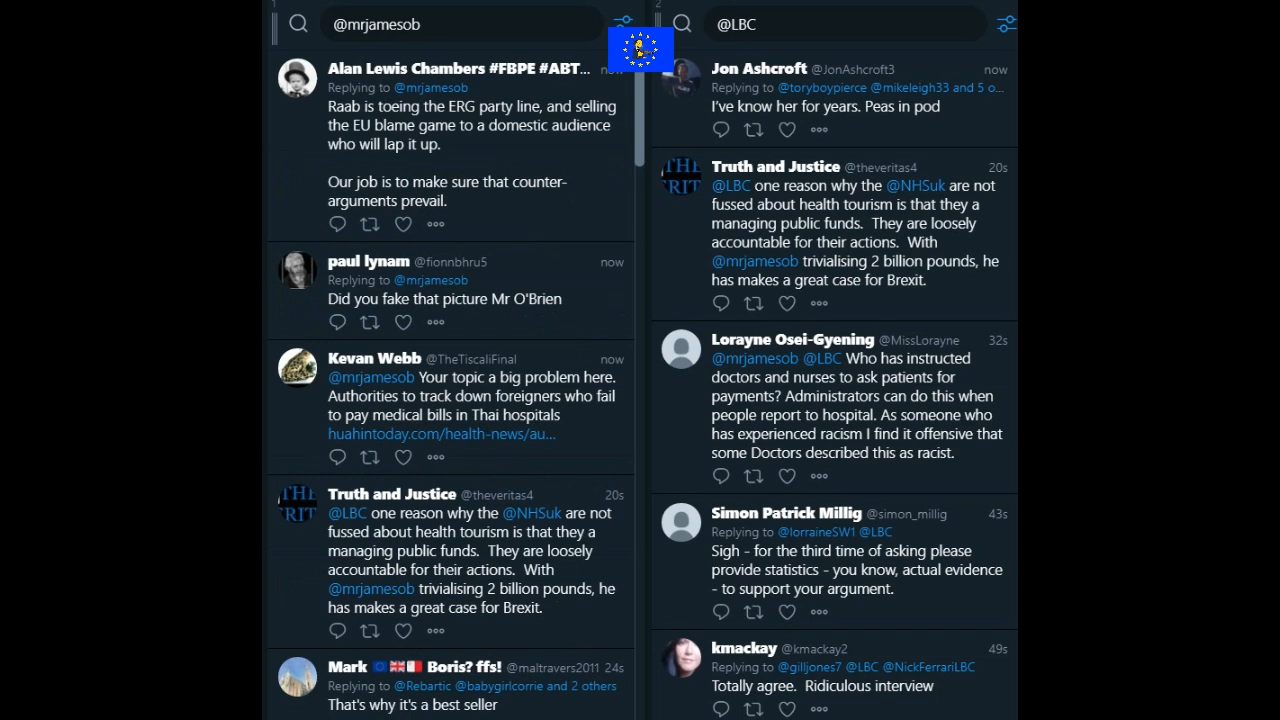 1
@mrjamesob
Alan Lewis Chambers #FBPE #ABT... now
Replying to @mrjamesob
Raab is toeing the ERG party line, and selling
the EU blame game to a domestic audience
who will lap it up.
Our job is to make sure that counter-
arguments prevail.
paul lynam @fionnbhru5 now
Replying to @mrjamesob
Did you fake that picture Mr O'Brien
Kevan Webb @TheTiscaliFinal now
@mrjamesob Your topic a big problem here.
Authorities to track down foreigners who fail
to pay medical bills in Thai hospitals
huahintoday.com/health-news/au...
THE
RIT
Truth and Justice @theveritas4 20s
@LBC one reason why the @NHSuk are not
fussed about health tourism is that they a
managing public funds. They are loosely
accountable for their actions. With
@mrjamesob trivialising 2 billion pounds, he
has makes a great case for Brexit.
Mark Boris? ffs! @maltravers2011 24s
Replying to @Rebartic @babygirlcorrie and 2 others
That's why it's a best seller
2
@LBC
Jon Ashcroft @JonAshcroft3 now
Replying to @toryboypierce @mikeleigh33 and 5 o...
I've know her for years. Peas in pod
THE
RIT
Truth and Justice @theveritas4 20s
@LBC one reason why the @NHSuk are not
fussed about health tourism is that they a
managing public funds. They are loosely
accountable for their actions. With
@mrjamesob trivialising 2 billion pounds, he
has makes a great case for Brexit.
Lorayne Osei-Gyening @MissLorayne 32s
@mrjamesob @LBC Who has instructed
doctors and nurses to ask patients for
payments? Administrators can do this when
people report to hospital. As someone who
has experienced racism I find it offensive that
some Doctors described this as racist.
Simon Patrick Millig @simon_millig 43s
Replying to @lorraineSW1 @LBC
Sigh - for the third time of asking please
provide statistics - you know, actual evidence
- to support your argument.
kmackay @kmackay2 49s
Replying to @gilljones7 @LBC @NickFerrariLBC
Totally agree. Ridiculous interview